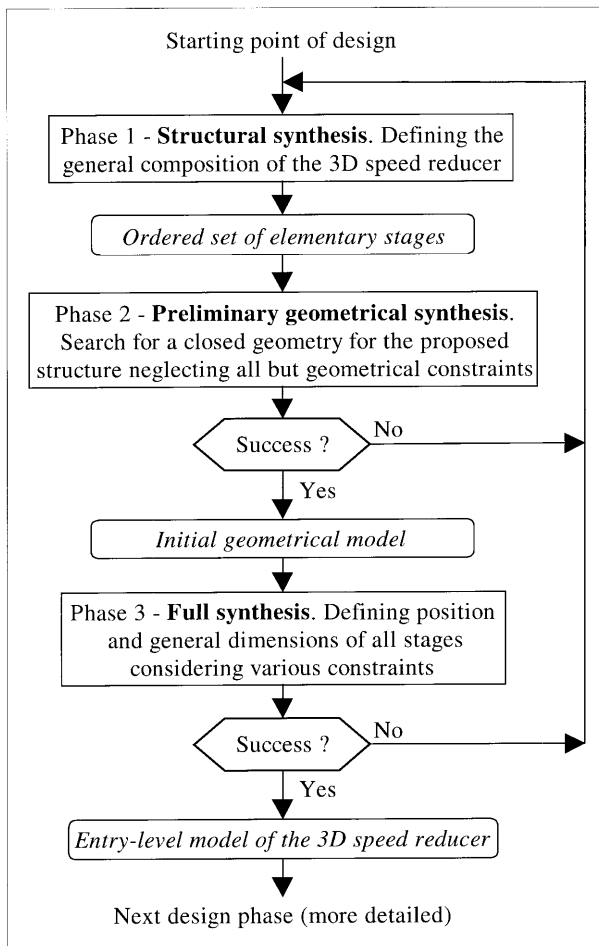 Starting point of design
Phase 1 - Structural synthesis. Defining the
general composition of the 3D speed reducer
Ordered set of elementary stages
Phase 2 - Preliminary geometrical synthesis.
Search for a closed geometry for the proposed
structure neglecting all but geometrical constraints
Success ?
No
Yes
Initial geometrical model
Phase 3 - Full synthesis. Defining position
and general dimensions of all stages
considering various constraints
Success ?
No
Yes
Entry-level model of the 3D speed reducer
Next design phase (more detailed)